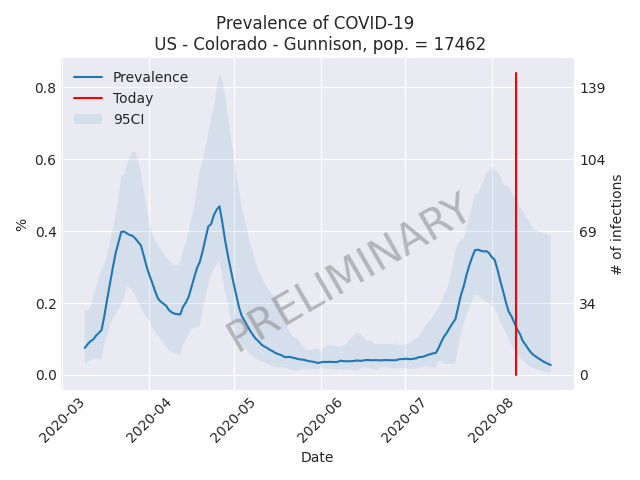 Prevalence of COVID-19
US - Colorado - Gunnison, pop. = 17462
Prevalence
Today
95CI
0.8
0.6
0.4
0.2
0.0
%
139
104
69
34
0
# of infections
PRELIMINARY
2020-03
2020-04
2020-05
2020-06
2020-07
2020-08
Date